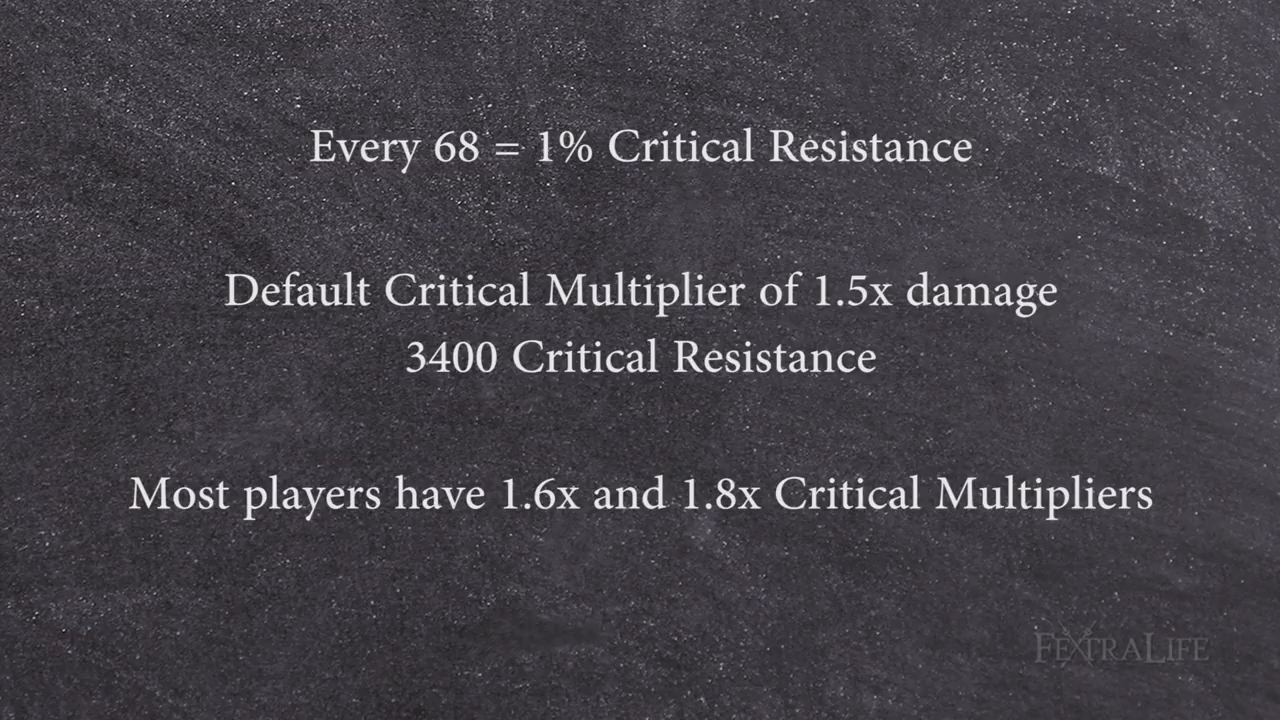 Every 68 = 1% Critical Resistance
Default Critical Multiplier of 1.5x damage
3400 Critical Resistance
Most players have 1.6x and 1.8x Critical Multipliers
FEXTRALIFE